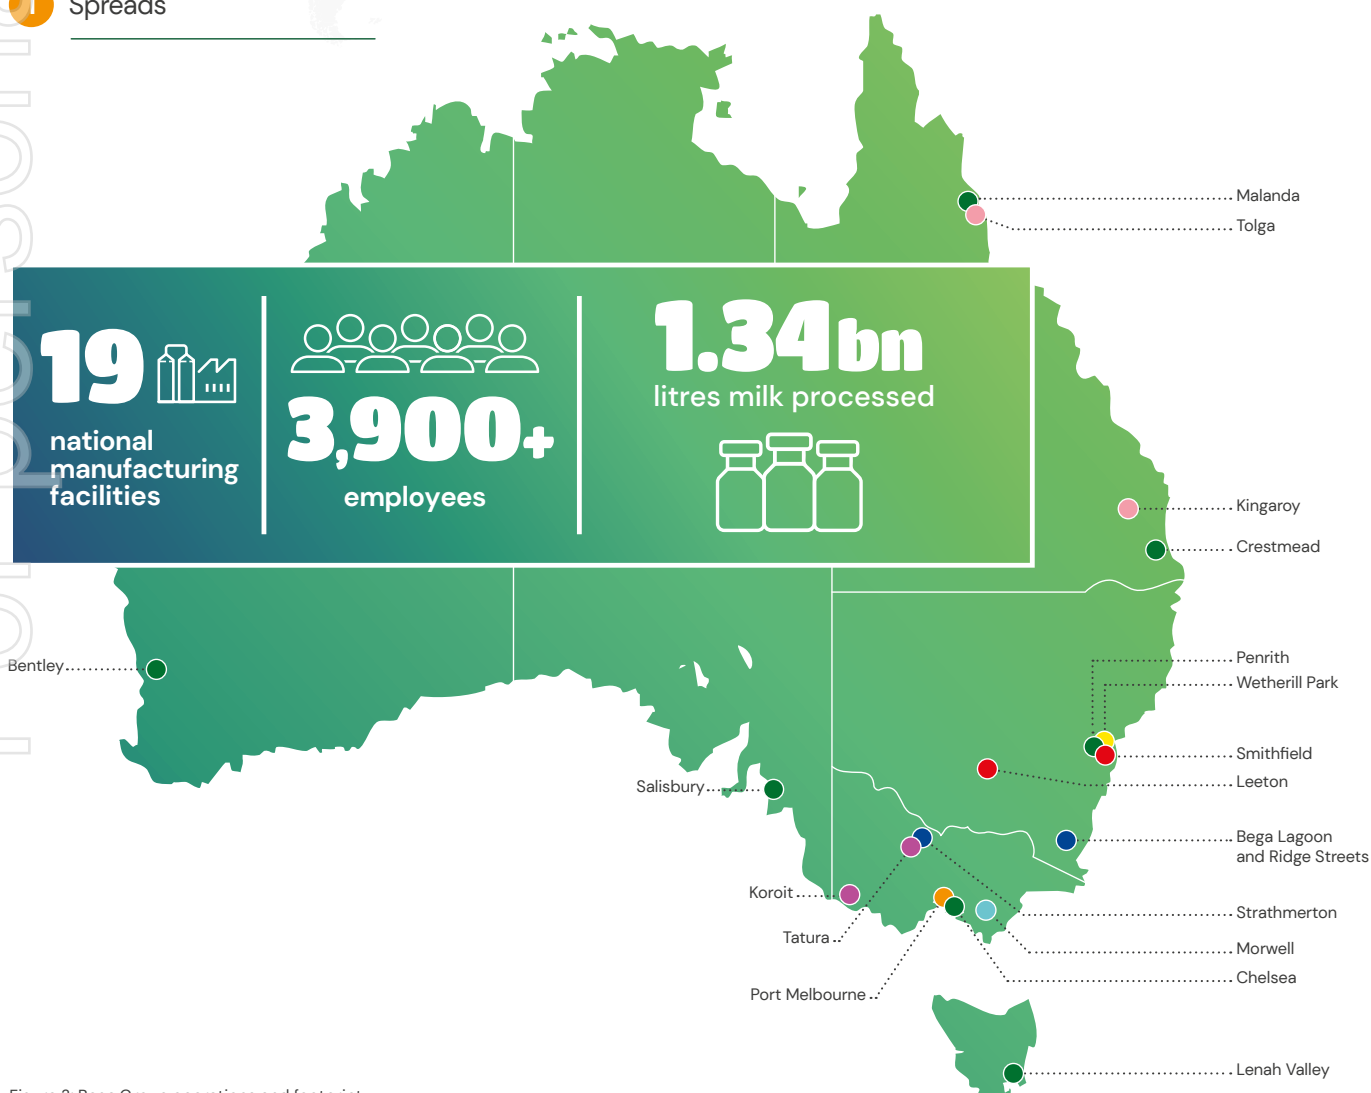 1 Spreads
Malanda
Tolga
19
national
manufacturing
facilities
3,900+
employees
1.34bn
litres milk processed
Kingaroy
Crestmead
Bentley
Penrith
Wetherill Park
Smithfield
Leeton
Salisbury
Bega Lagoon
and Ridge Streets
Koroit
Strathmerton
Tatura
Morwell
Chelsea
Port Melbourne
Lenah Valley